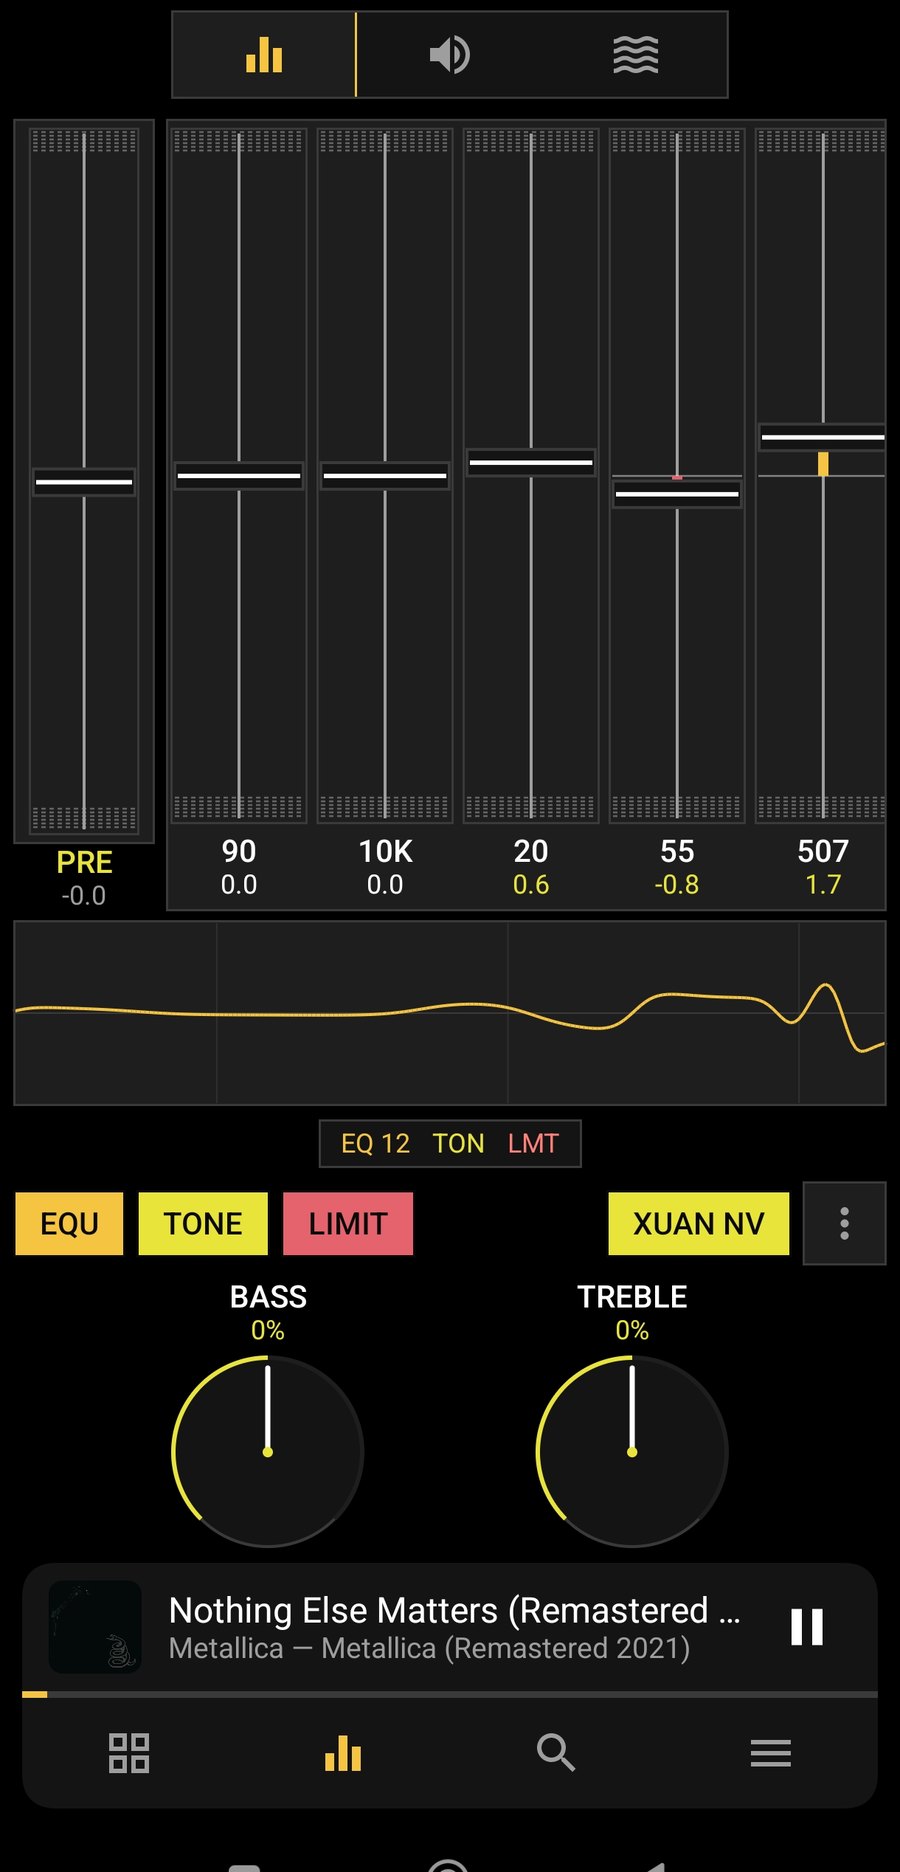 90 10K 20 55 507
PRE 0.0 0.0 0.6 -0.8 1.7
-0.0
EQ 12 TON LMT
EQU TONE LIMIT XUAN NV
BASS TREBLE
0% 0%
Nothing Else Matters (Remastered ...
Metallica — Metallica (Remastered 2021)